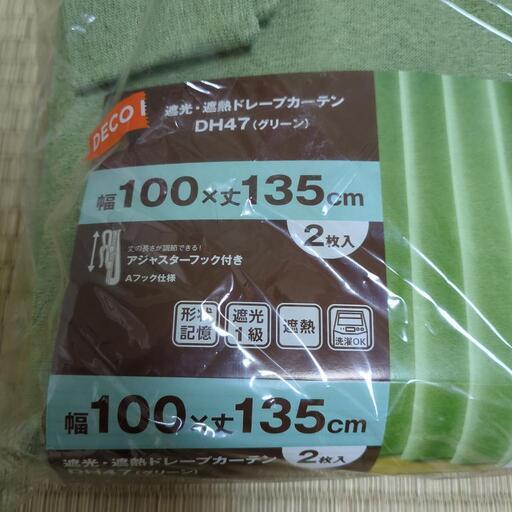 DECO
遮光・遮熱ドレープカーテン
DH47(グリーン)
幅100×丈135cm
2枚入
丈の長さが調節できる!
アジャスターフック付き
Aフック仕様
形状記憶
遮光1級
遮熱
洗濯OK
幅100×丈135cm
遮光・遮熱ドレープカーテン
DH47(グリーン)
2枚入